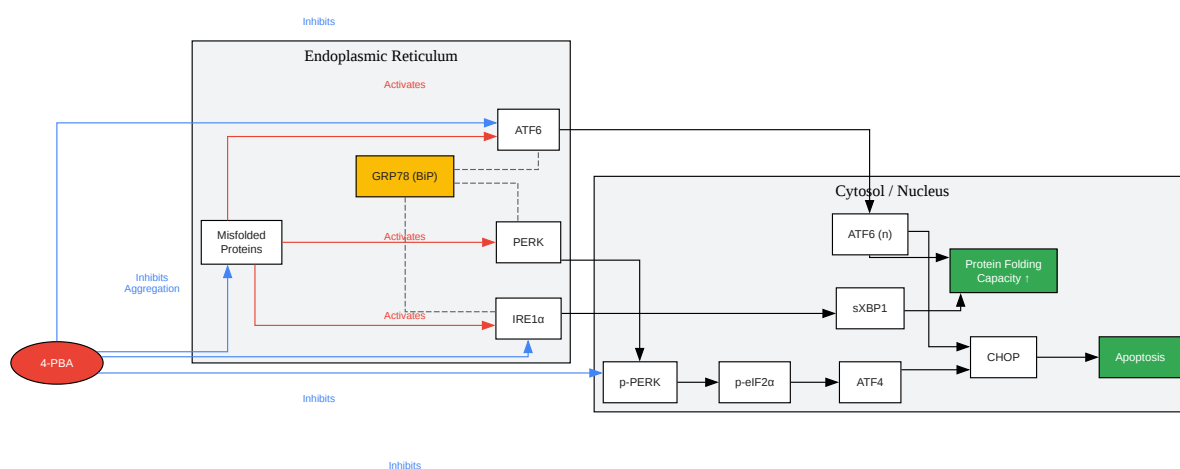 Inhibits
Endoplasmic Reticulum
Activates
ATF6
GRP78 (BiP)
Cytosol / Nucleus
Misfolded
Proteins
Activates
PERK
ATF6 (n)
Protein Folding
Capacity ↑
Inhibits
Aggregation
Activates
IRE1α
sXBP1
4-PBA
CHOP
Apoptosis
p-PERK
p-eIF2α
ATF4
Inhibits
Inhibits